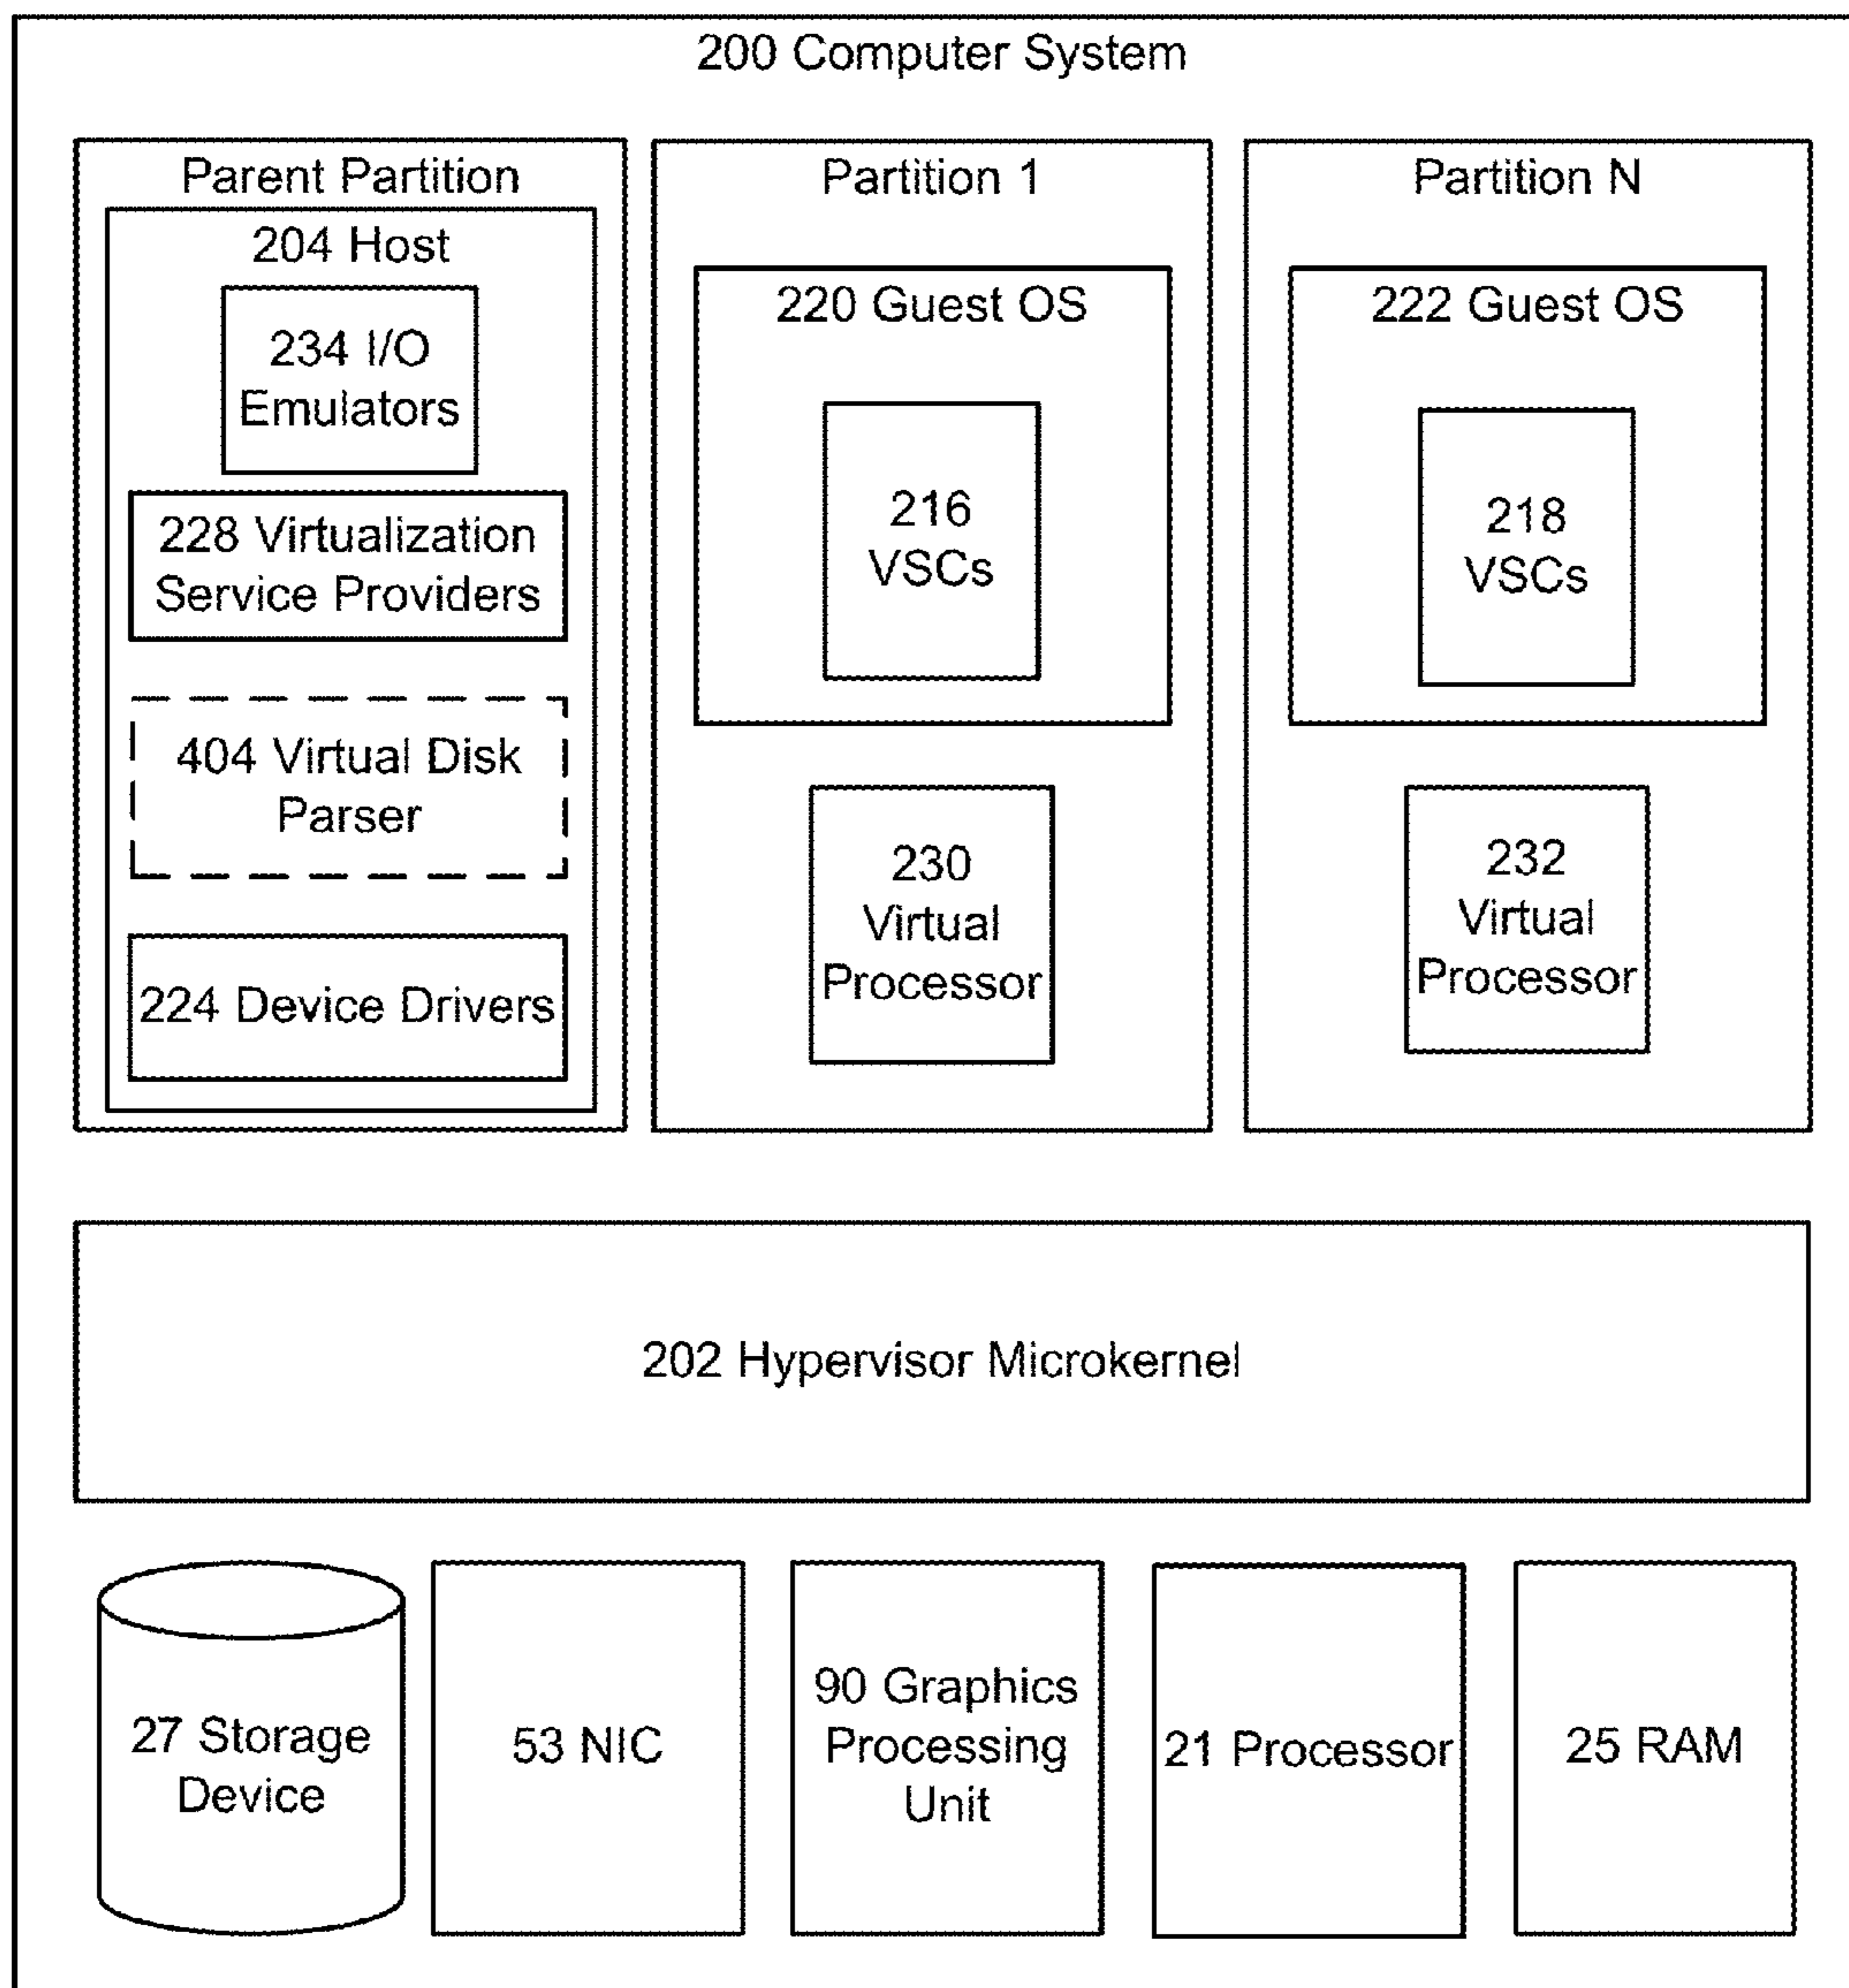 200 Computer System
Parent Partition
204 Host
234 I/O
Emulators
228 Virtualization
Service Providers
404 Virtual Disk
Parser
224 Device Drivers
Partition 1
220 Guest OS
216
VSCs
230
Virtual
Processor
Partition N
222 Guest OS
218
VSCs
232
Virtual
Processor
202 Hypervisor Microkernel
27 Storage
Device
53 NIC
90 Graphics
Processing
Unit
21 Processor
25 RAM